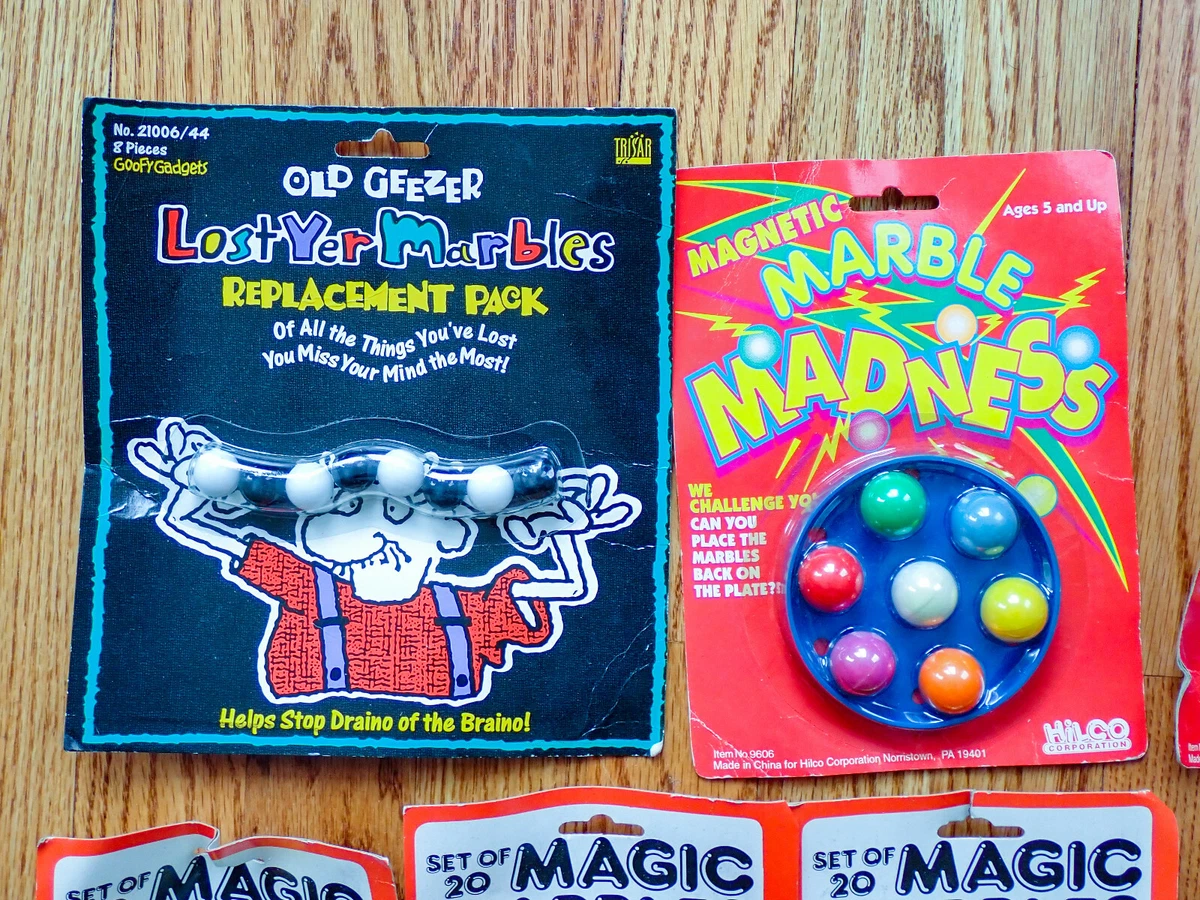 No. 21006/44
8 Pieces
Goofy Gadgets
TRISAR
OLD GEEZER
Lost Yer Marbles
REPLACEMENT PACK
Of All the Things You've Lost
You Miss Your Mind the Most!
Helps Stop Draino of the Braino!
Ages 5 and Up
MAGNETIC
MARBLE
MADNESS
WE
CHALLENGE YOU
CAN YOU
PLACE THE
MARBLES
BACK ON
THE PLATE?!
HILCO
CORPORATION
Item No. 9606
Made in China for Hilco Corporation Norristown, PA 19401
SET OF
MAGIC
SET OF
20
MAGIC
SET OF
20
MAGIC